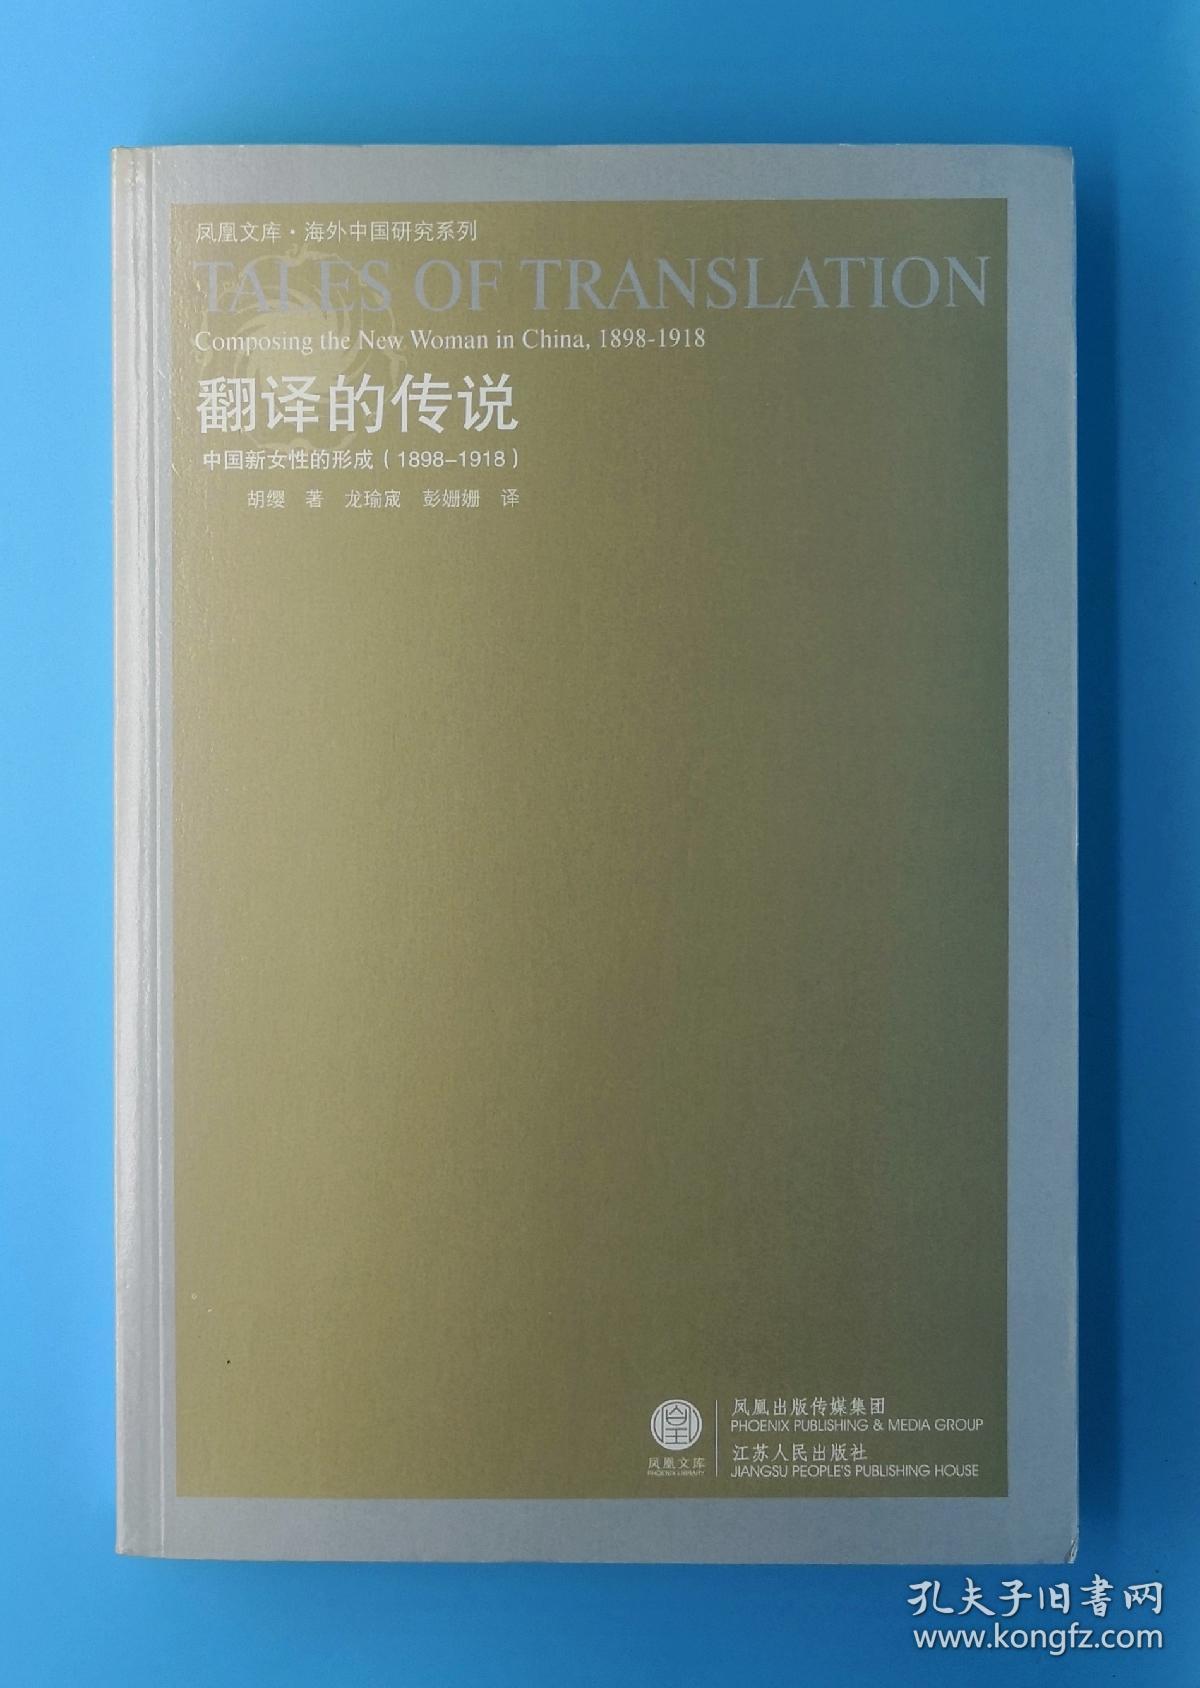 凤凰文库·海外中国研究系列
TALES OF TRANSLATION
Composing the New Woman in China, 1898-1918
翻译的传说
中国新女性的形成（1898-1918）
胡缨 著 龙瑜宬 彭姗姗 译
凤凰文库
PHOENIX LIBRARY
凤凰出版传媒集团
PHOENIX PUBLISHING & MEDIA GROUP
江苏人民出版社
JIANGSU PEOPLE'S PUBLISHING HOUSE
孔夫子旧书网
www.kongfz.com